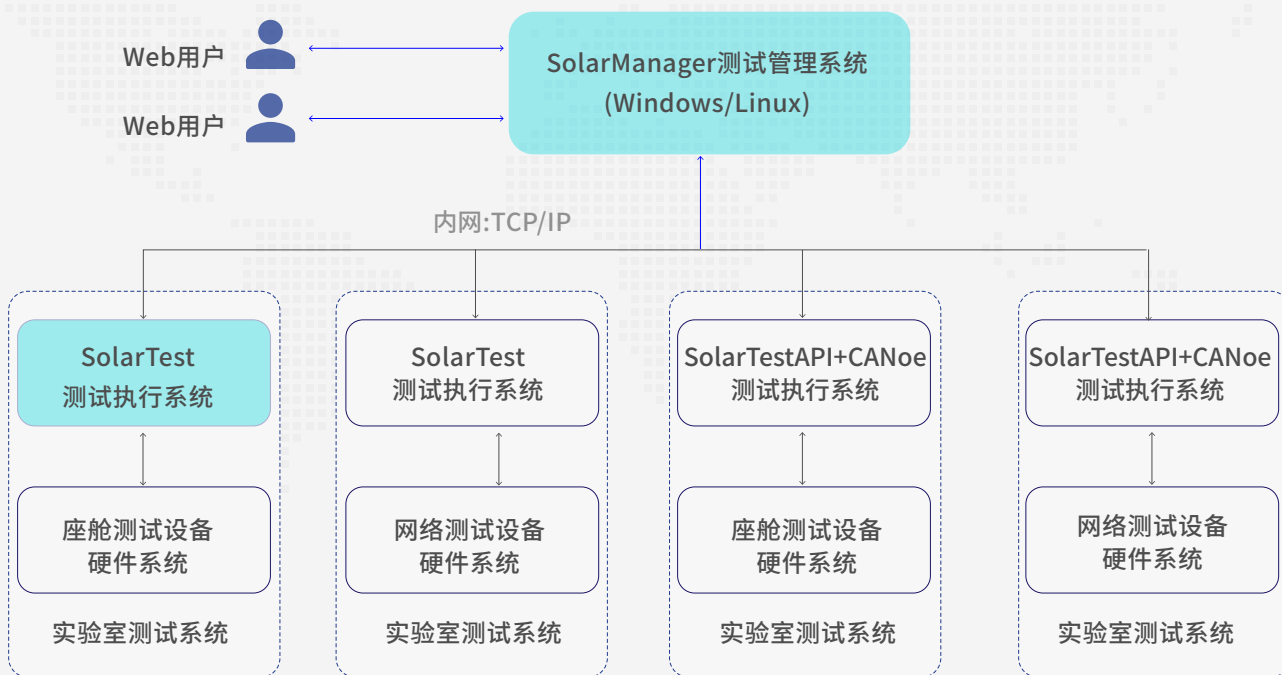 Web用户
Web用户
SolarManager测试管理系统
(Windows/Linux)
内网:TCP/IP
SolarTest
测试执行系统
SolarTest
测试执行系统
SolarTestAPI+CANoe
测试执行系统
SolarTestAPI+CANoe
测试执行系统
座舱测试设备
硬件系统
网络测试设备
硬件系统
座舱测试设备
硬件系统
网络测试设备
硬件系统
实验室测试系统
实验室测试系统
实验室测试系统
实验室测试系统